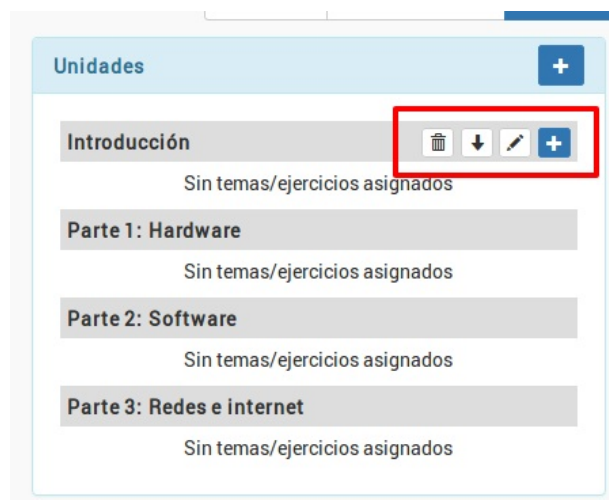 Unidades
Introducción
Sin temas/ejercicios asignados
Parte 1: Hardware
Sin temas/ejercicios asignados
Parte 2: Software
Sin temas/ejercicios asignados
Parte 3: Redes e internet
Sin temas/ejercicios asignados